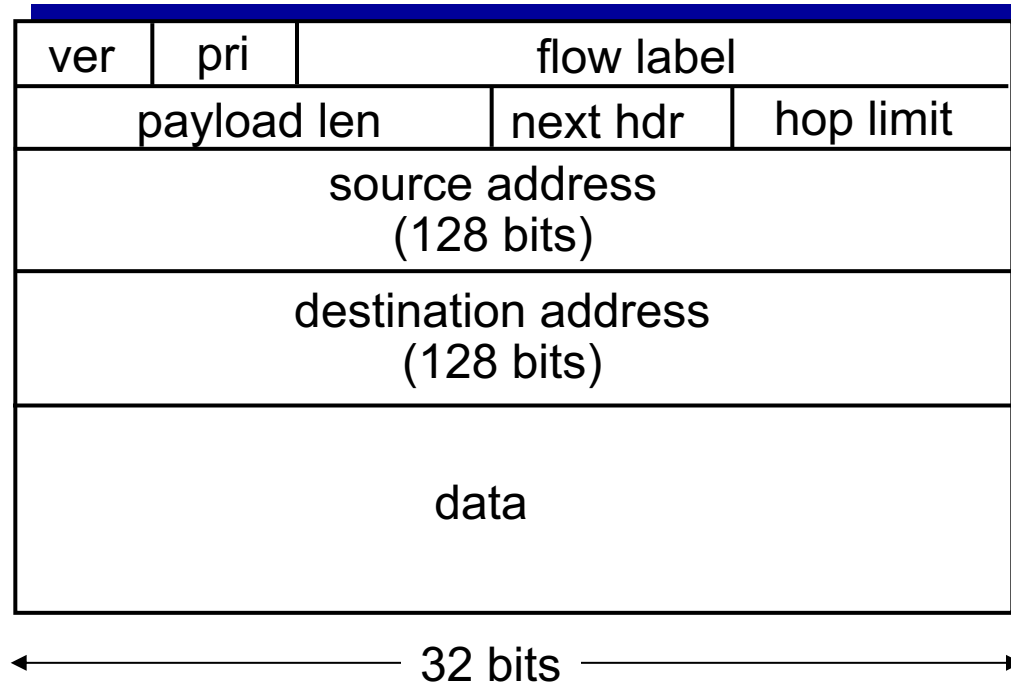 ver pri flow label
payload len next hdr hop limit
source address
(128 bits)
destination address
(128 bits)
data
32 bits